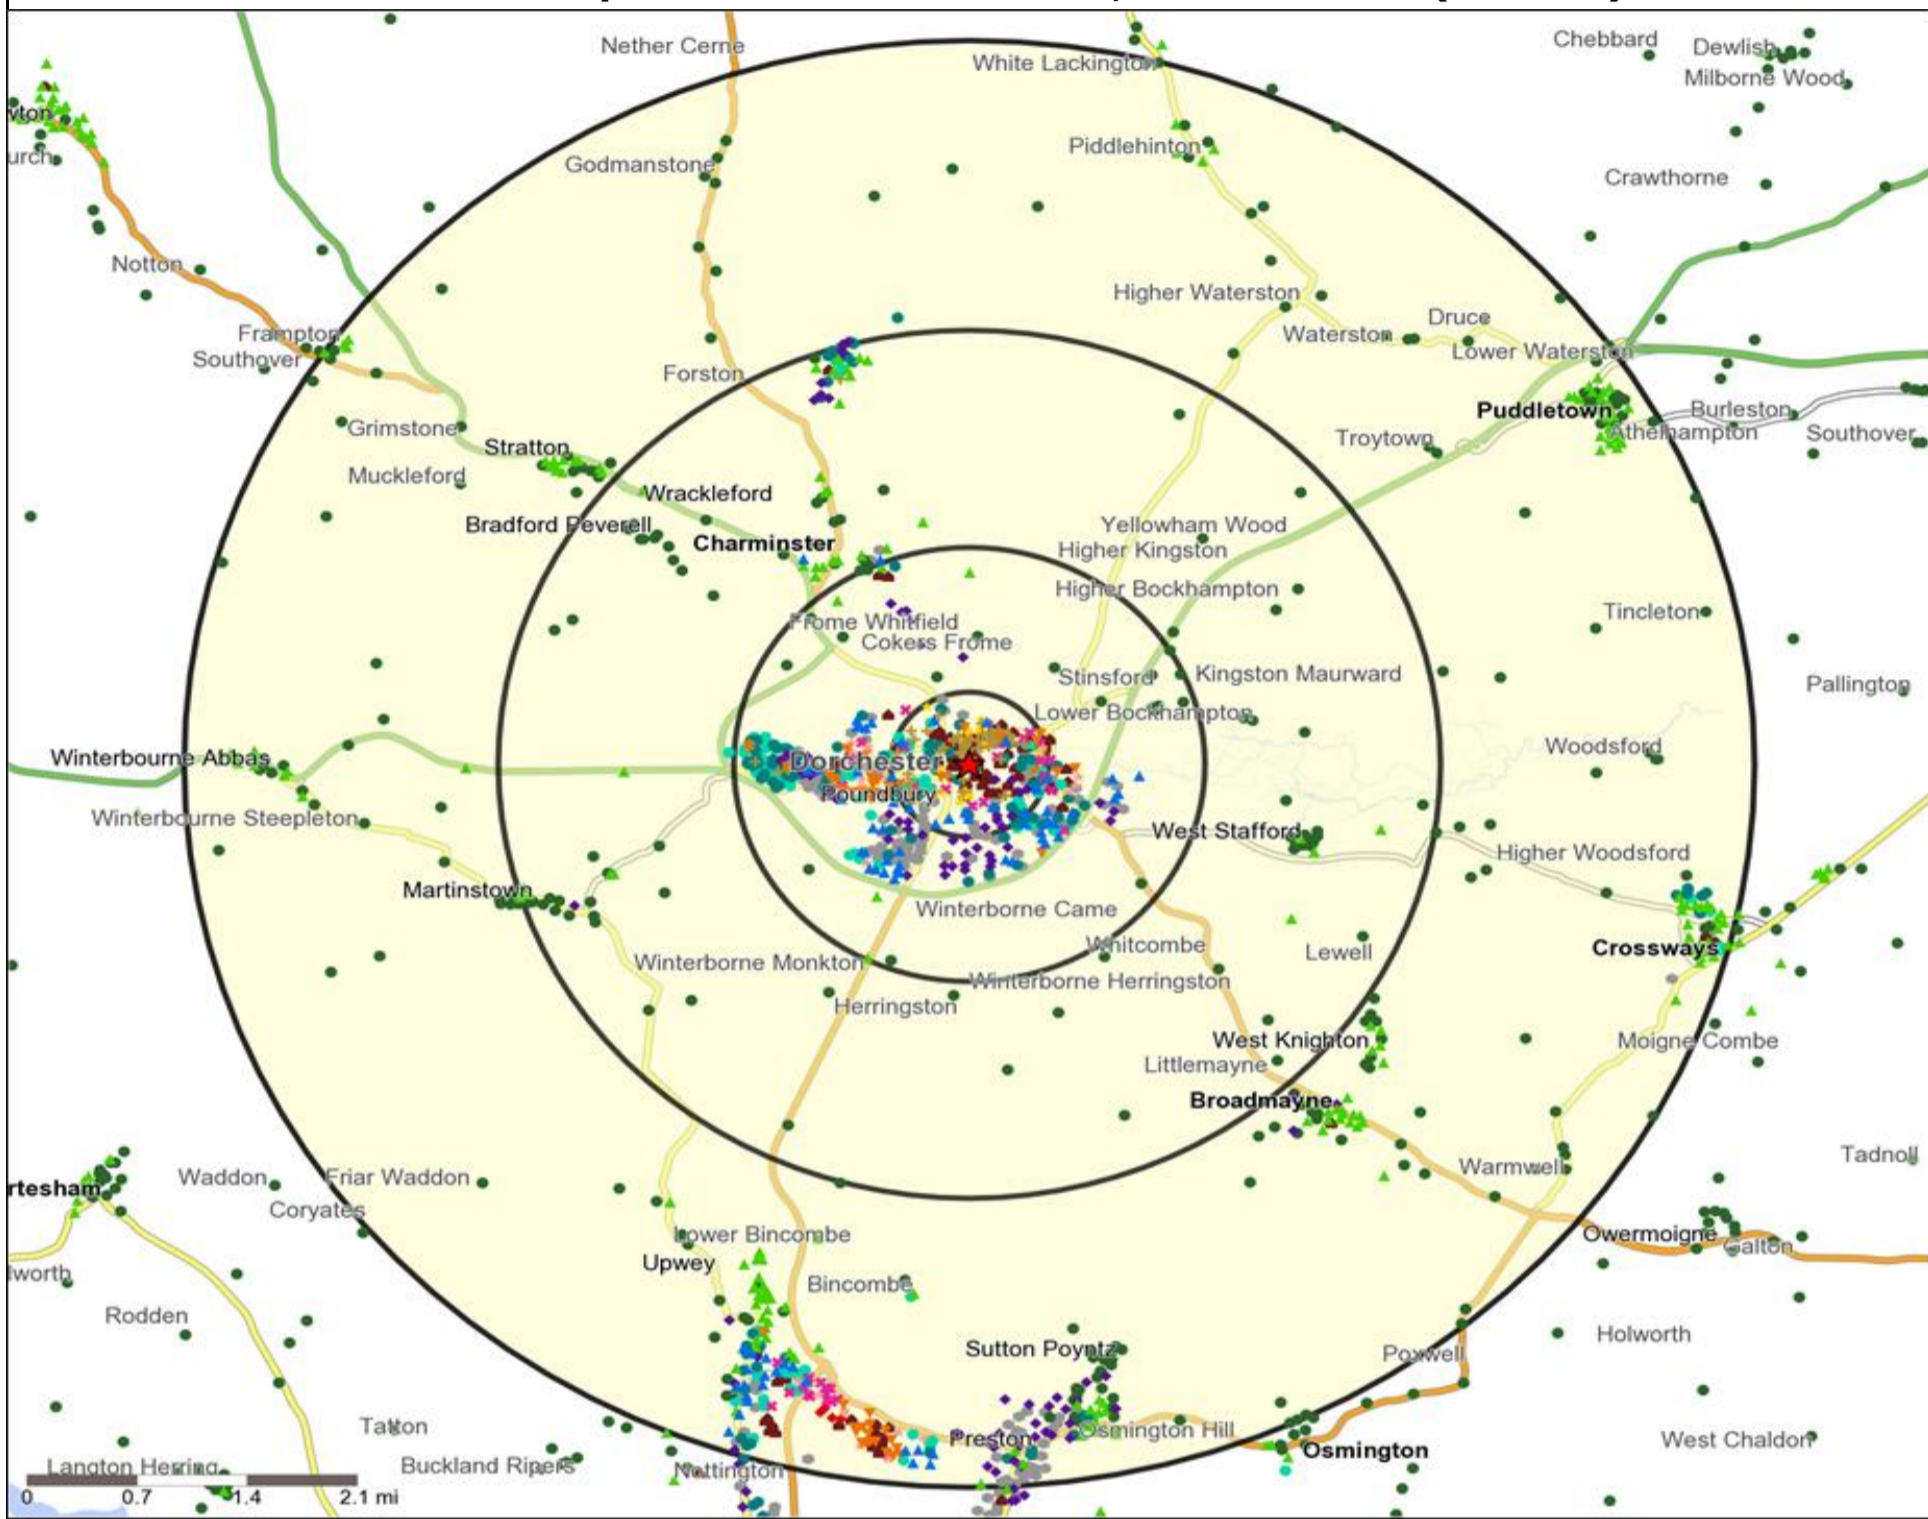 Nether Cerne
White Lackington
Chebbard
Dewlish
Milborne Wood
Piddlehinton
Godmanstone
Crawthorne
Notton
Higher Waterston
Druce
Frampton
Waterston
Southover
Lower Waterston
Forston
Puddletown
Burleston
Grimstone
Athelhampton
Southover
Troytown
Stratton
Muckleford
Wrackleford
Bradford Peverell
Yellowham Wood
Charminster
Higher Kingston
Higher Bockhampton
Tincleton
Frome Whitfield
Cokers Frome
Stinsford
Kingston Maurward
Pallington
Lower Bockhampton
Winterbourne Abbas
Dorchester
Woodsford
Poundbury
Winterbourne Steepleton
West Stafford
Higher Woodsford
Martinstown
Winterborne Came
Whitcombe
Lewell
Crossways
Winterborne Monkton
Winterborne Herringston
Herringston
West Knighton
Moigne Combe
Littlemayne
Broadmayne
Tadnoll
Warmwell
Waddon
Friar Waddon
rtesham
Coryates
Lower Bincombe
Owermoigne
Galton
Upwey
lworth
Bincombe
Rodden
Holworth
Sutton Poyntz
Poxwell
Tatton
Osmington Hill
Preston
West Chaldon
Osmington
Langton Herring
Buckland Ripers
Nottington
0 0.7 1.4 2.1 mi